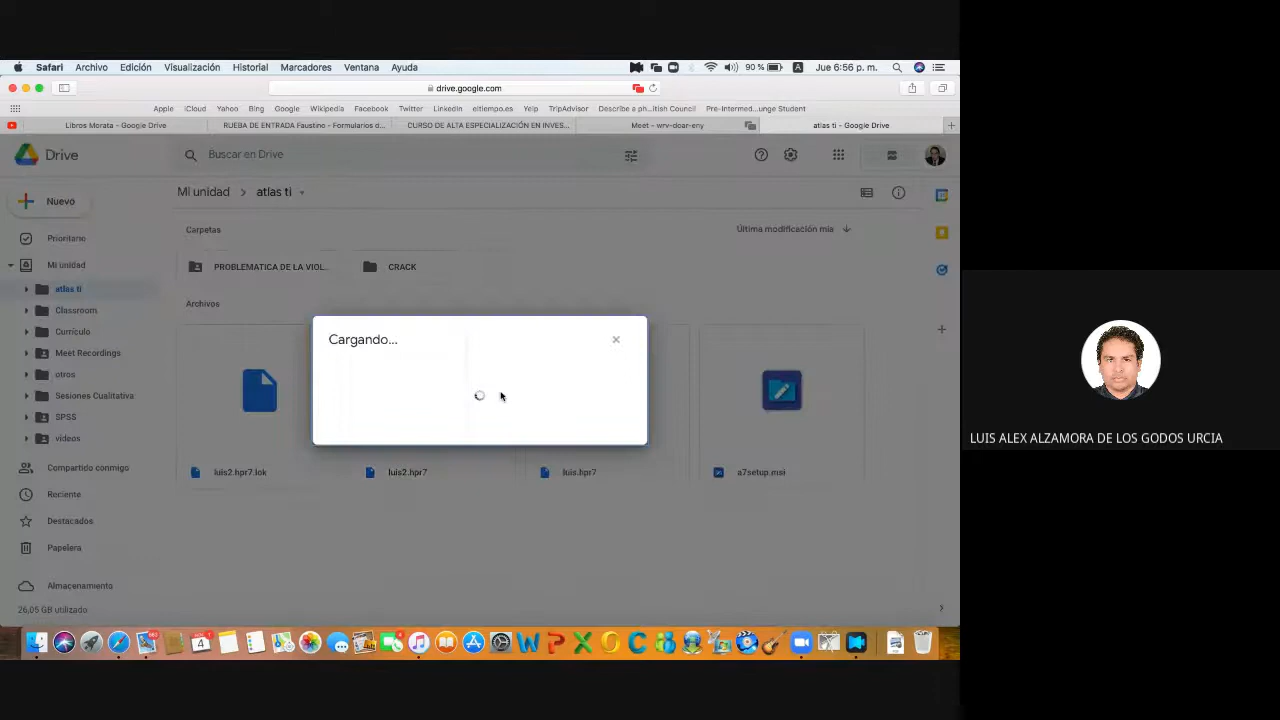 Safari Archivo Edición Visualización Historial Marcadores Ventana Ayuda 90 % A Jue 6:56 p. m.
drive.google.com
Apple iCloud Yahoo Bing Google Wikipedia Facebook Twitter LinkedIn eltiempo.es Yelp TripAdvisor Describe a ph...itish Council Pre-Intermed...unge Student
Libros Morata - Google Drive RUEBA DE ENTRADA Faustino - Formularios d... CURSO DE ALTA ESPECIALIZACIÓN EN INVES... Meet - wrv-doar-eny atlas ti - Google Drive
Drive Buscar en Drive
Nuevo Mi unidad > atlas ti
Carpetas Última modificación mía
Prioritario
Mi unidad PROBLEMATICA DE LA VIOL... CRACK
atlas ti
Archivos
Classroom
Currículo
Cargando...
Meet Recordings
otros
Sesiones Cualitativa
SPSS
videos
LUIS ALEX ALZAMORA DE LOS GODOS URCIA
Compartido conmigo
luis2.hpr7.lok luis2.hpr7 luis.hpr7 a7setup.msi
Reciente
Destacados
Papelera
Almacenamiento
26,05 GB utilizado